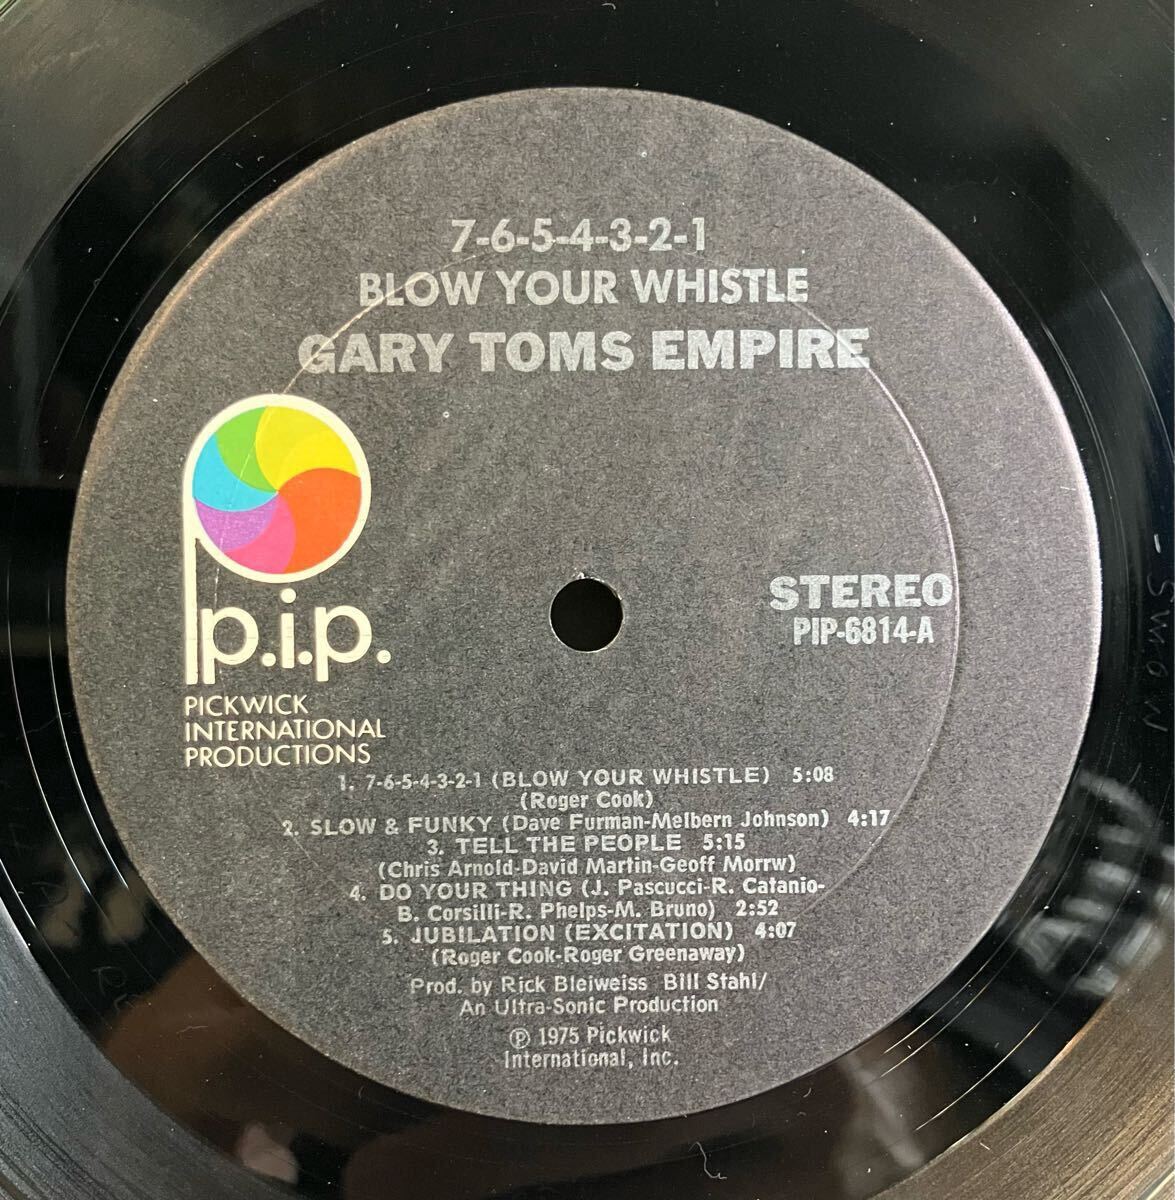 7-6-5-4-3-2-1
BLOW YOUR WHISTLE
GARY TOMS EMPIRE
p.i.p.
PICKWICK
INTERNATIONAL
PRODUCTIONS
STEREO
PIP-6814-A
1. 7-6-5-4-3-2-1 (BLOW YOUR WHISTLE) 5:08
(Roger Cook)
2. SLOW & FUNKY (Dave Furman-Melbern Johnson) 4:17
3. TELL THE PEOPLE 5:15
(Chris Arnold-David Martin-Geoff Morrw)
4. DO YOUR THING (J. Pascucci-R. Catanio-
B. Corsilli-R. Phelps-M. Bruno) 2:52
5. JUBILATION (EXCITATION) 4:07
(Roger Cook-Roger Greenaway)
Prod. by Rick Bleiweiss Bill Stahl/
An Ultra-Sonic Production
℗ 1975 Pickwick
International, Inc.